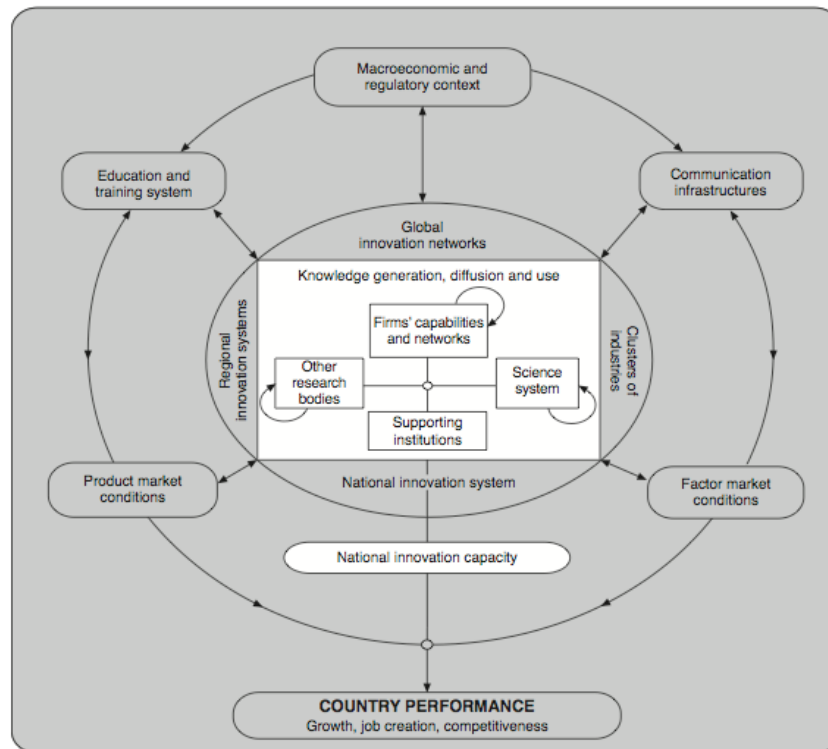 Macroeconomic and
regulatory context
Education and
training system
Communication
infrastructures
Global
innovation networks
Knowledge generation, diffusion and use
Regional
innovation systems
Clusters of
industries
Firms' capabilities
and networks
Other
research
bodies
Science
system
Supporting
institutions
Product market
conditions
National innovation system
Factor market
conditions
National innovation capacity
COUNTRY PERFORMANCE
Growth, job creation, competitiveness